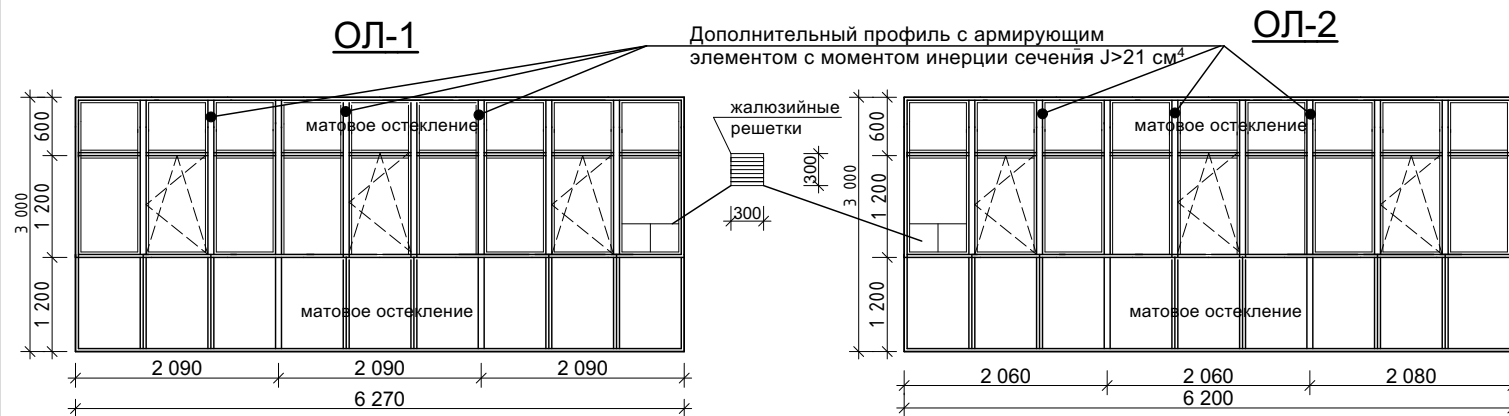 ОЛ-1
ОЛ-2
Дополнительный профиль с армирующим
элементом с моментом инерции сечения J>21 см⁴
матовое остекление
жалюзийные
решетки
матовое остекление
600
1 200
1 200
3 000
300
300
600
1 200
1 200
3 000
матовое остекление
матовое остекление
2 090
2 090
2 090
6 270
2 060
2 060
2 080
6 200